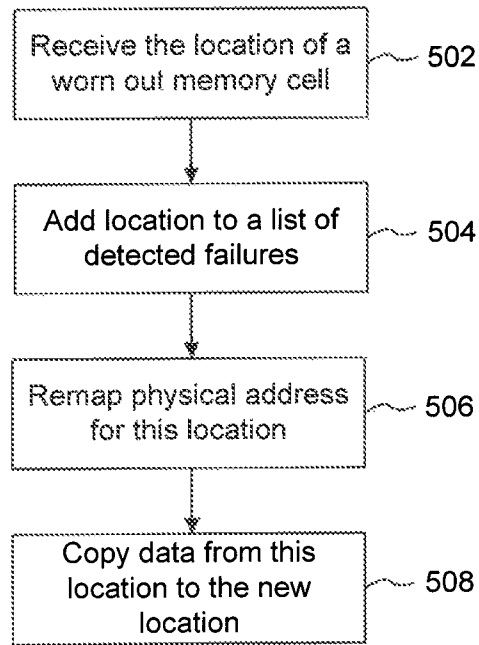 Receive the location of a
worn out memory cell
502
Add location to a list of
detected failures
504
Remap physical address
for this location
506
Copy data from this
location to the new
location
508